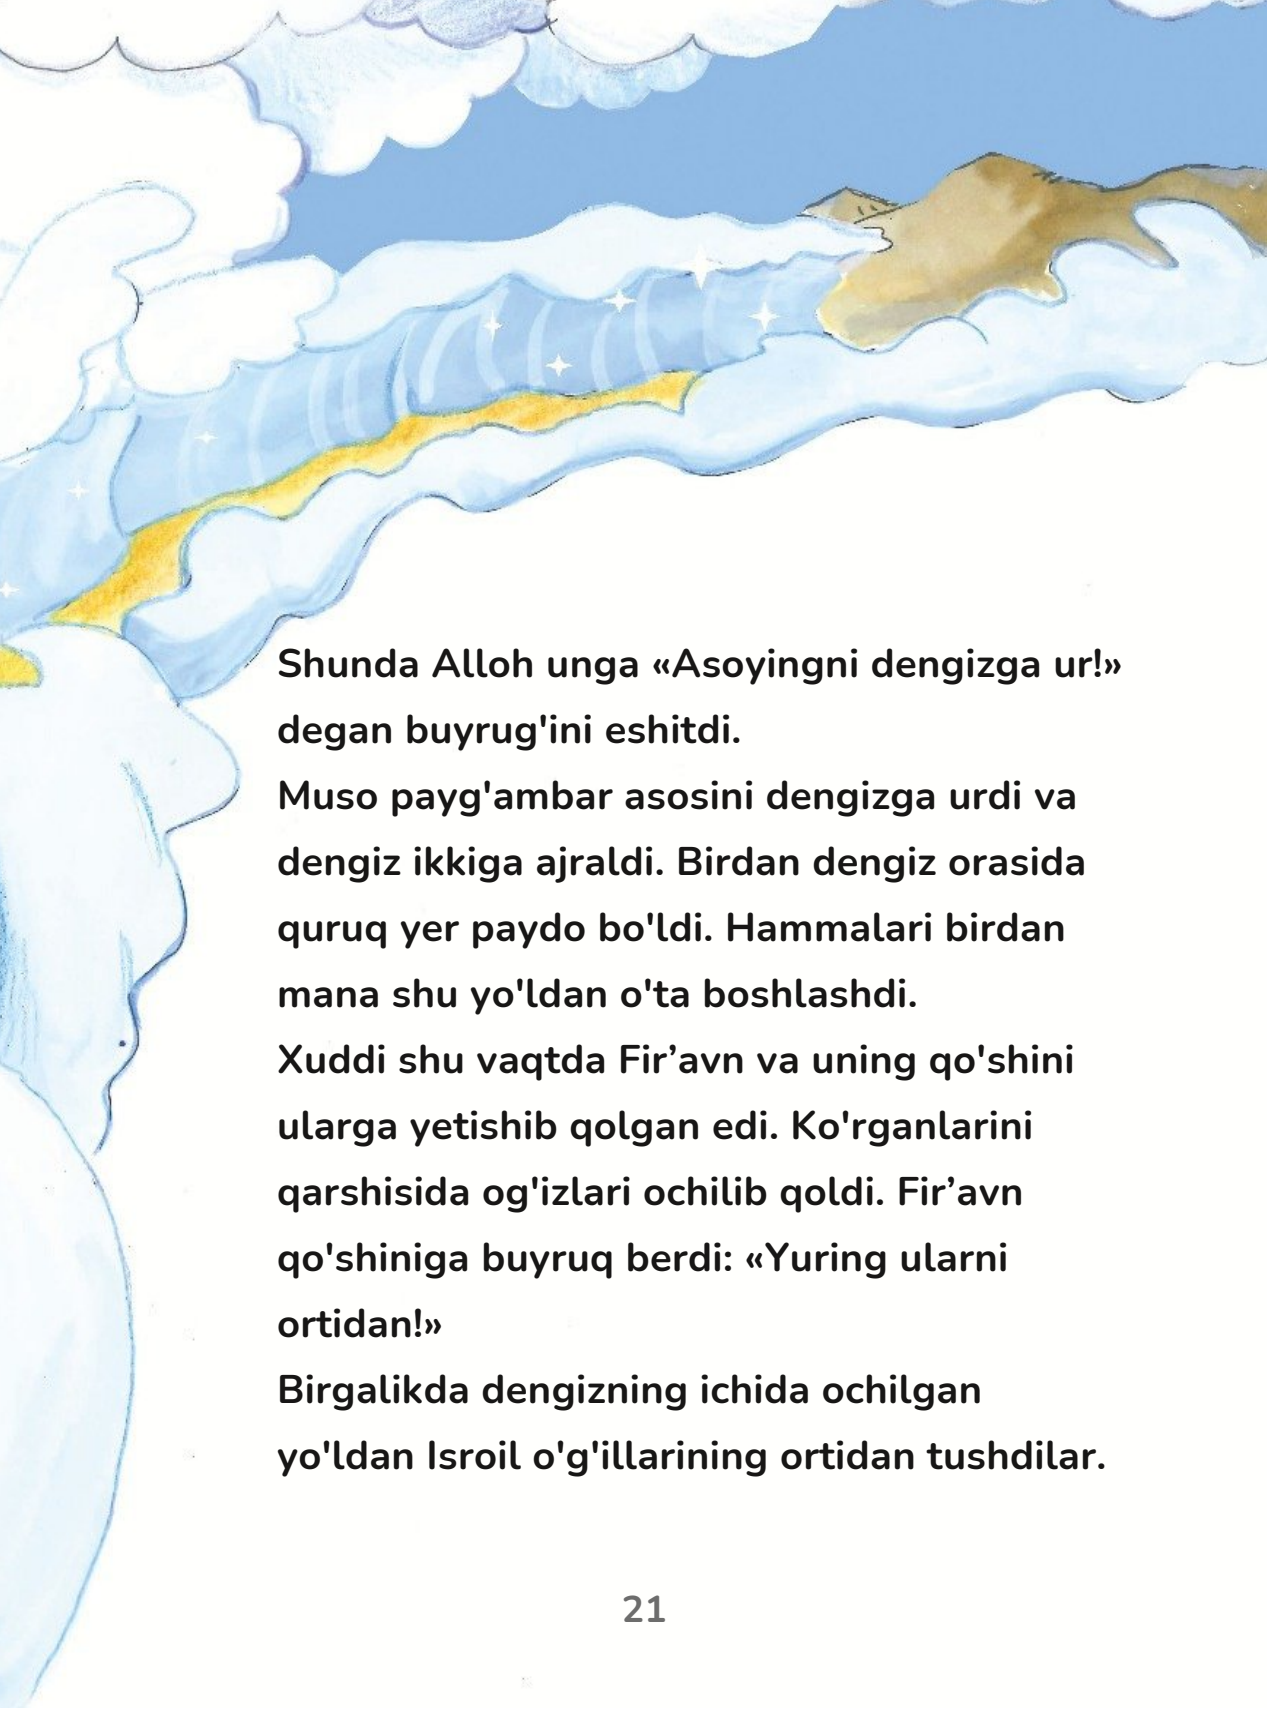 Shunda Alloh unga «Asoyingni dengizga ur!»
degan buyrug'ini eshitdi.
Muso payg'ambar asosini dengizga urdi va
dengiz ikkiga ajraldi. Birdan dengiz orasida
quruq yer paydo bo'ldi. Hammalari birdan
mana shu yo'ldan o'ta boshlashdi.
Xuddi shu vaqtda Fir’avn va uning qo'shini
ularga yetishib qolgan edi. Ko'rganlarini
qarshisida og'izlari ochilib qoldi. Fir’avn
qo'shiniga buyruq berdi: «Yuring ularni
ortidan!»
Birgalikda dengizning ichida ochilgan
yo'ldan Isroil o'g'illarining ortidan tushdilar.
21